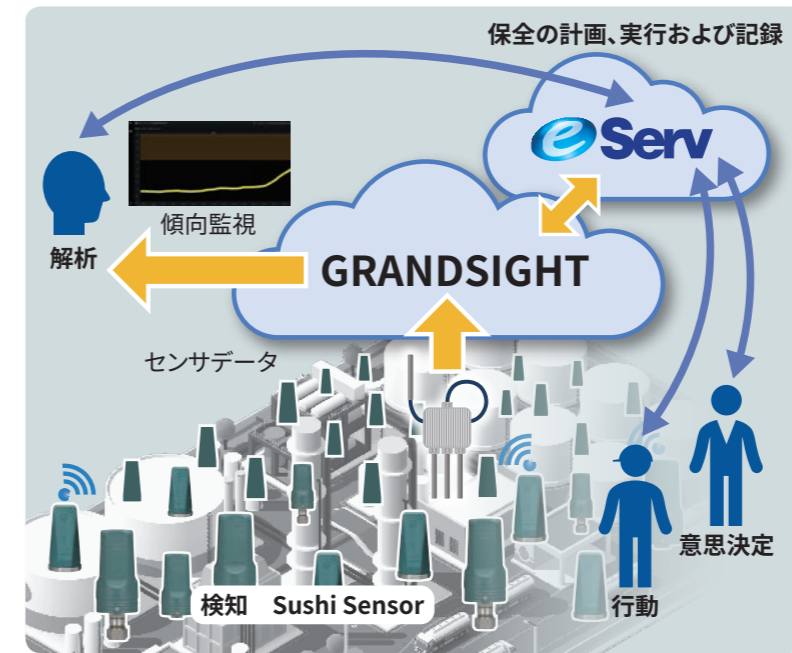 保全の計画、実行および記録
eServ
傾向監視
解析
GRANDSIGHT
センサデータ
意思決定
検知 Sushi Sensor
行動